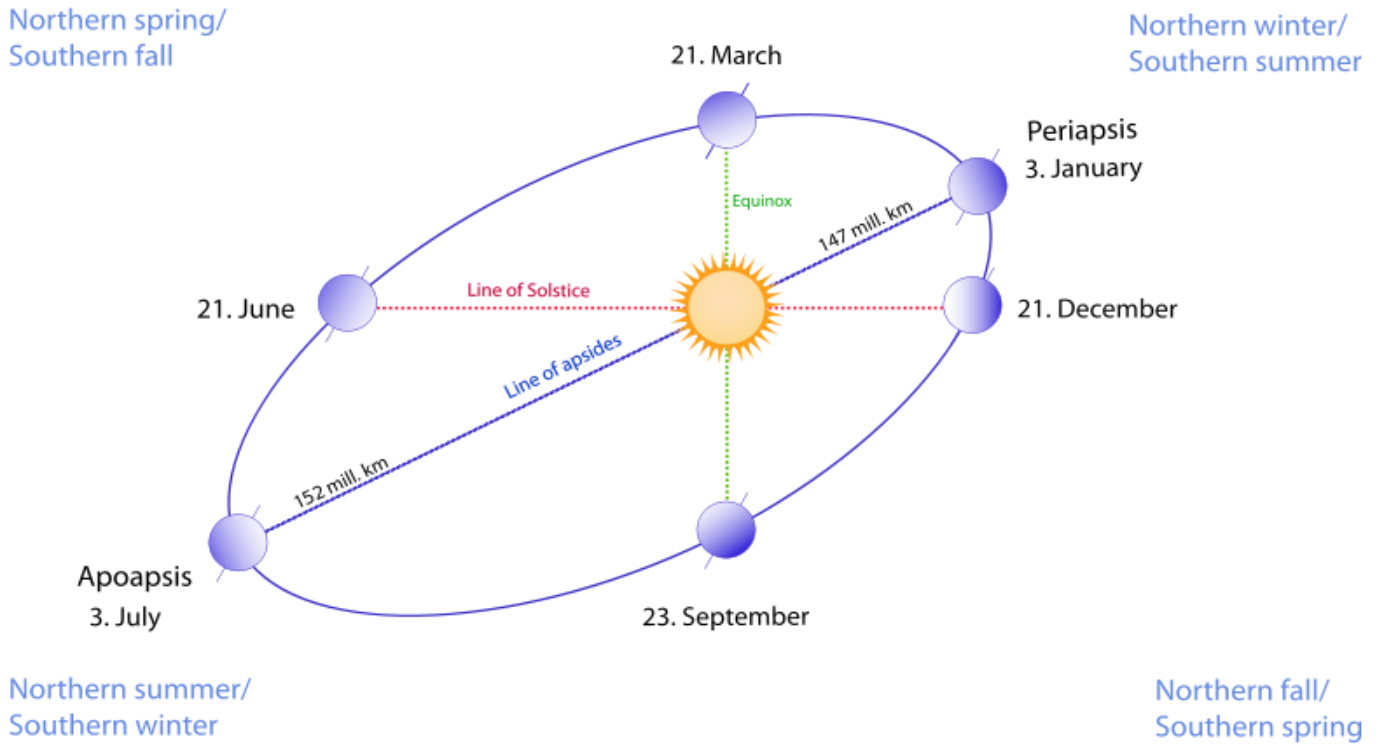 Northern spring/
Southern fall
21. March
Northern winter/
Southern summer
Periapsis
3. January
Equinox
147 mill. km
21. June
Line of Solstice
21. December
Line of apsides
152 mill. km
Apoapsis
3. July
23. September
Northern summer/
Southern winter
Northern fall/
Southern spring